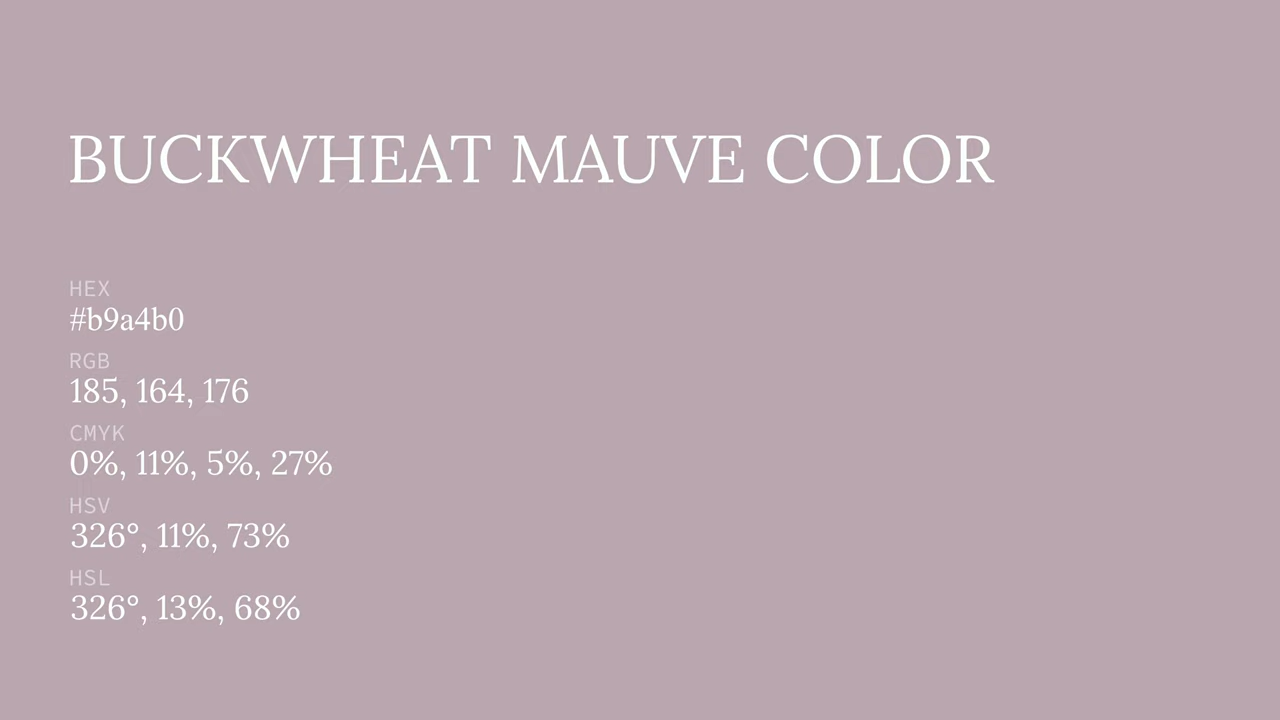 BUCKWHEAT MAUVE COLOR
HEX
#b9a4b0
RGB
185, 164, 176
CMYK
0%, 11%, 5%, 27%
HSV
326°, 11%, 73%
HSL
326°, 13%, 68%